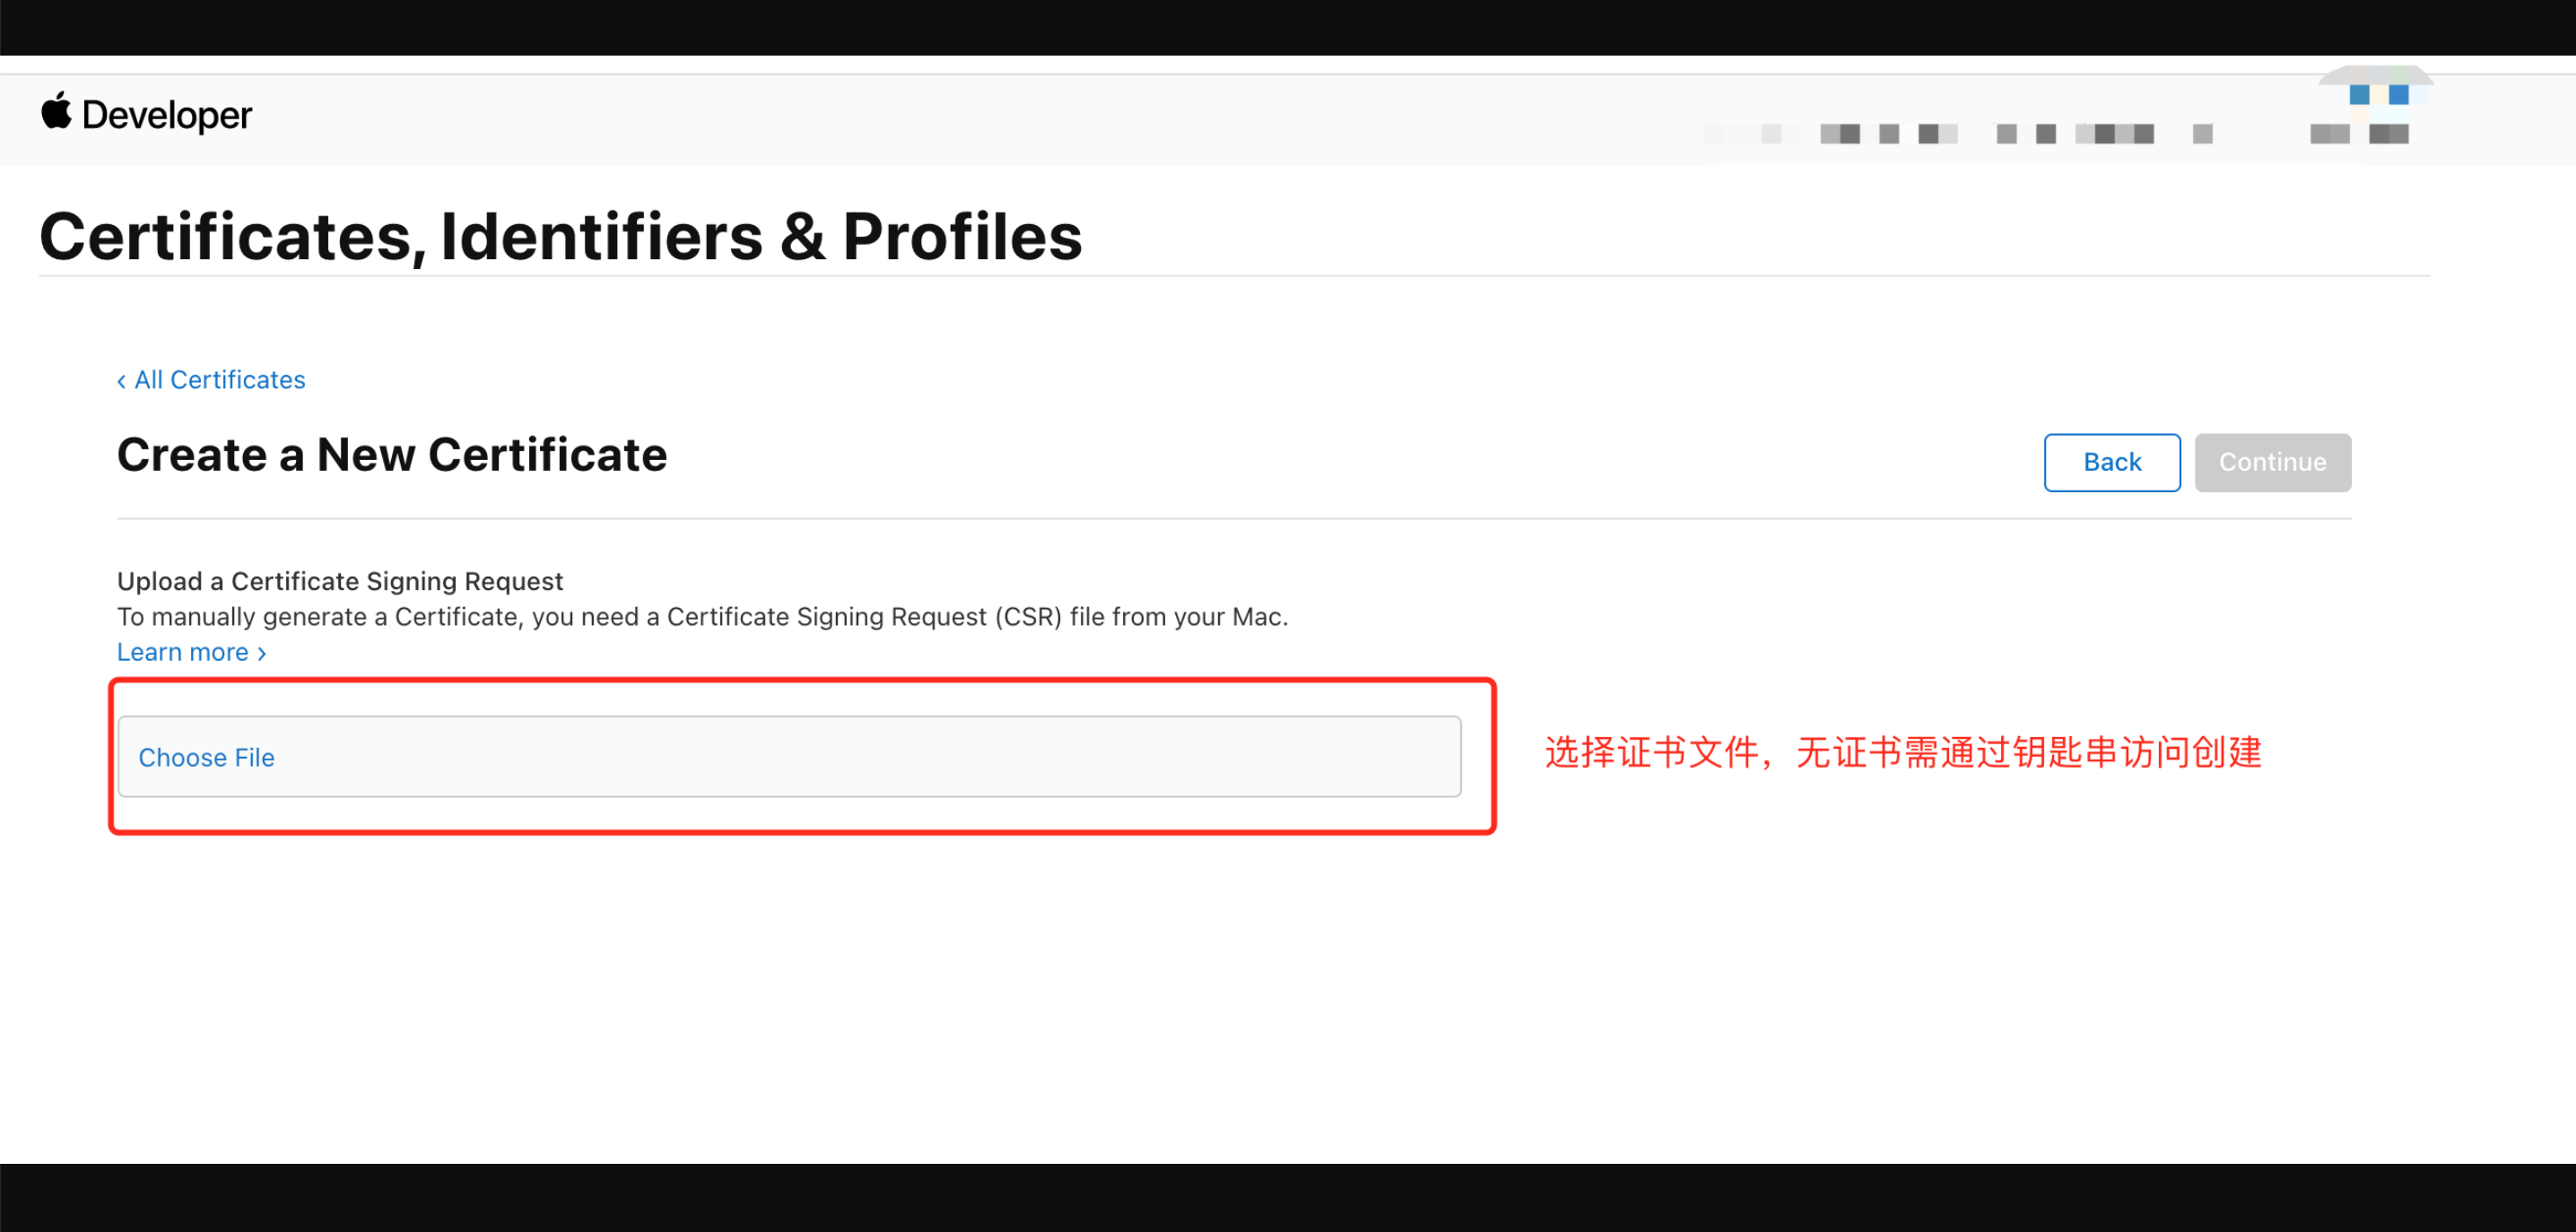 Developer
Certificates, Identifiers & Profiles
‹ All Certificates
Create a New Certificate
Back
Continue
Upload a Certificate Signing Request
To manually generate a Certificate, you need a Certificate Signing Request (CSR) file from your Mac.
Learn more ›
Choose File
选择证书文件，无证书需通过钥匙串访问创建